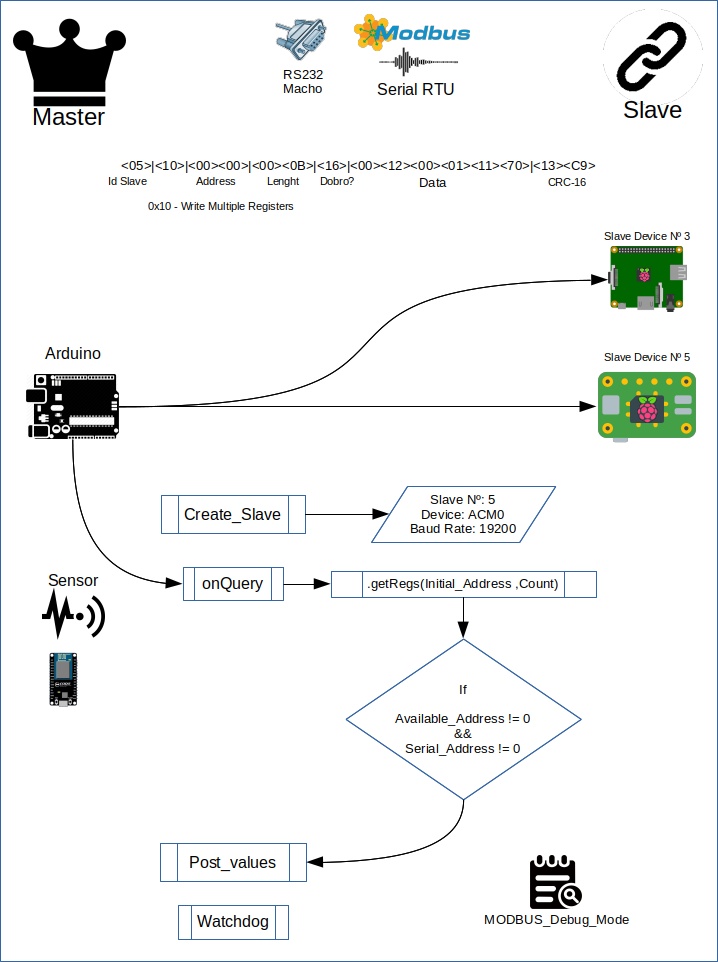 Master
RS232
Macho
Modbus
Serial RTU
Slave
<05>|<10>|<00><00>|<00><0B>|<16>|<00><12><00><01><11><70>|<13><C9>
Id Slave Address Lenght Dobro? Data CRC-16
0x10 - Write Multiple Registers
Slave Device Nº 3
Arduino
Slave Device Nº 5
Create_Slave
Slave Nº: 5
Device: ACM0
Baud Rate: 19200
Sensor
onQuery
.getRegs(Initial_Address ,Count)
If
Available_Address != 0
&&
Serial_Address != 0
Post_values
Watchdog
MODBUS_Debug_Mode